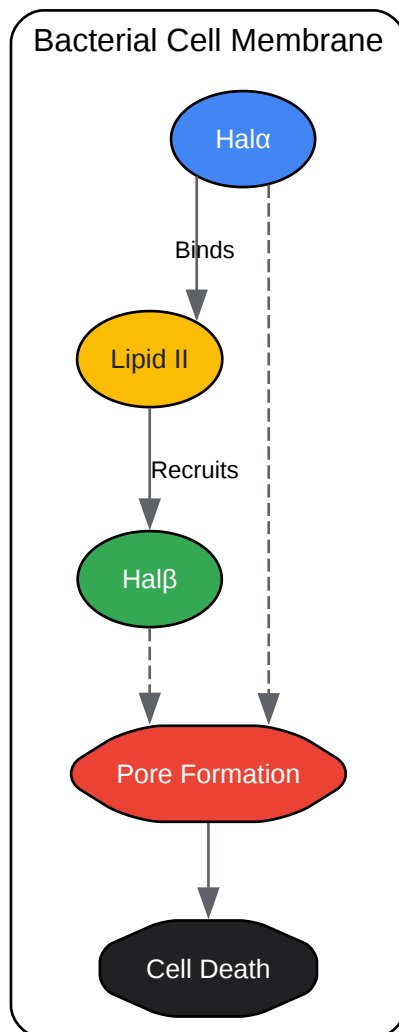 Bacterial Cell Membrane
Halα
Binds
Lipid II
Recruits
Halβ
Pore Formation
Cell Death